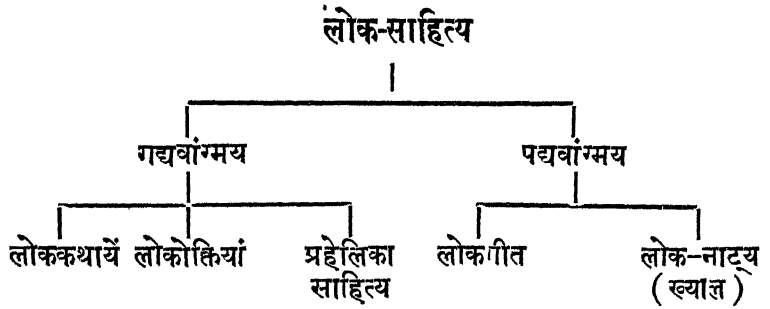 लोक-साहित्य
गद्यवांग्मय पद्यवांग्मय
लोककथायें लोकोक्तियां प्रहेलिका साहित्य लोकगीत लोक-नाट्य (ख्याल)